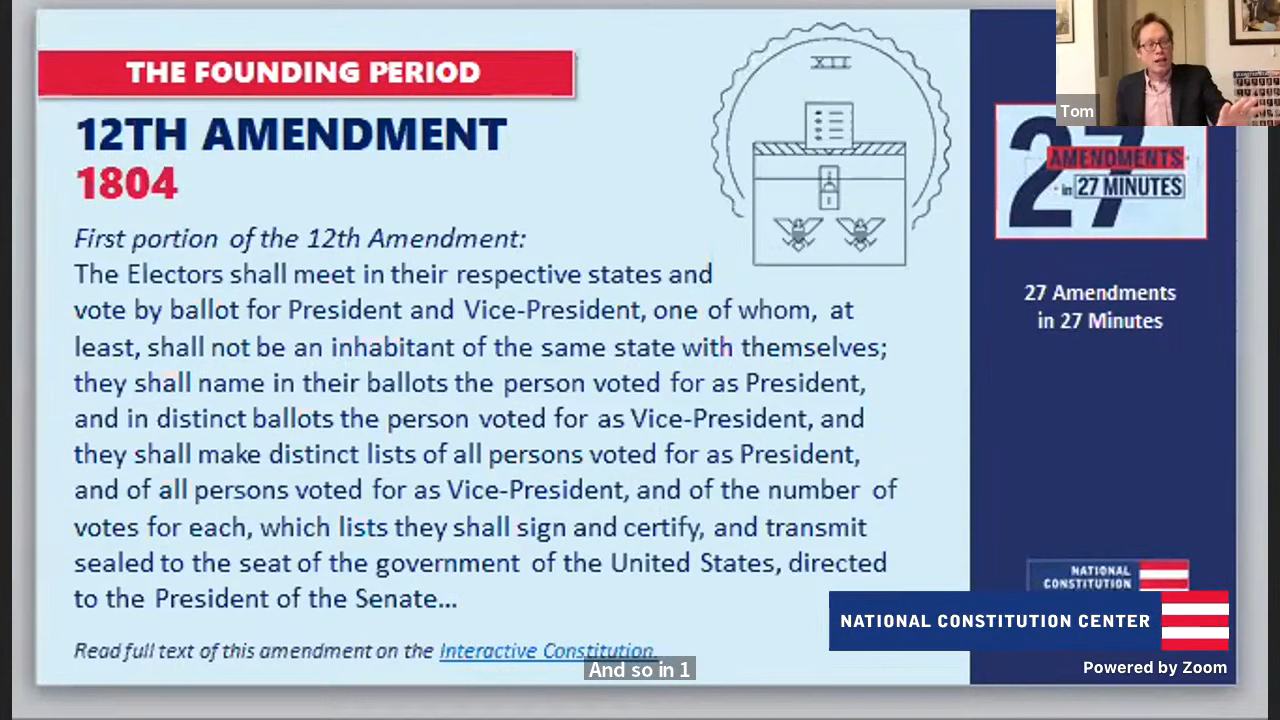 THE FOUNDING PERIOD
XII
12TH AMENDMENT
1804
First portion of the 12th Amendment:
The Electors shall meet in their respective states and
vote by ballot for President and Vice-President, one of whom, at
least, shall not be an inhabitant of the same state with themselves;
they shall name in their ballots the person voted for as President,
and in distinct ballots the person voted for as Vice-President, and
they shall make distinct lists of all persons voted for as President,
and of all persons voted for as Vice-President, and of the number of
votes for each, which lists they shall sign and certify, and transmit
sealed to the seat of the government of the United States, directed
to the President of the Senate...
Read full text of this amendment on the Interactive Constitution.
And so in 1
Tom
27
AMENDMENTS
in 27 MINUTES
27 Amendments
in 27 Minutes
NATIONAL
CONSTITUTION
NATIONAL CONSTITUTION CENTER
Powered by Zoom